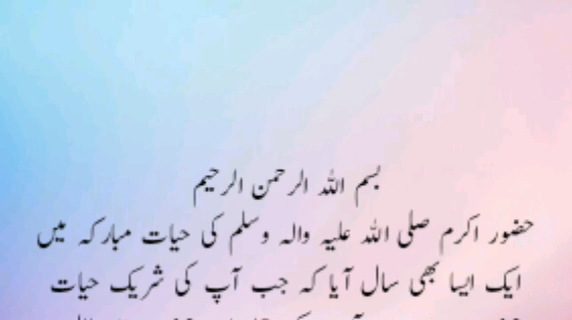 بسم اللہ الرحمن الرحیم
حضور اکرم صلی اللہ علیہ والہ وسلم کی حیات مبارکہ میں
ایک ایسا بھی سال آیا کہ جب آپ کی شریک حیات